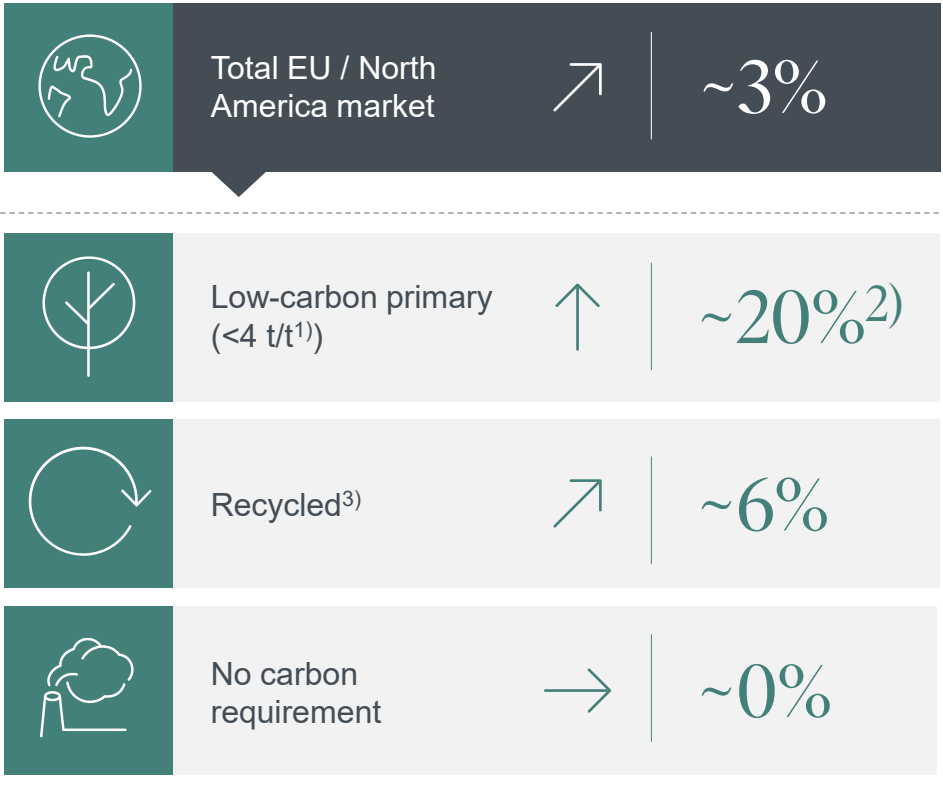 Total EU / North
America market
~3%
Low-carbon primary
(<4 t/t1))
~20%2)
Recycled3)
~6%
No carbon
requirement
~0%